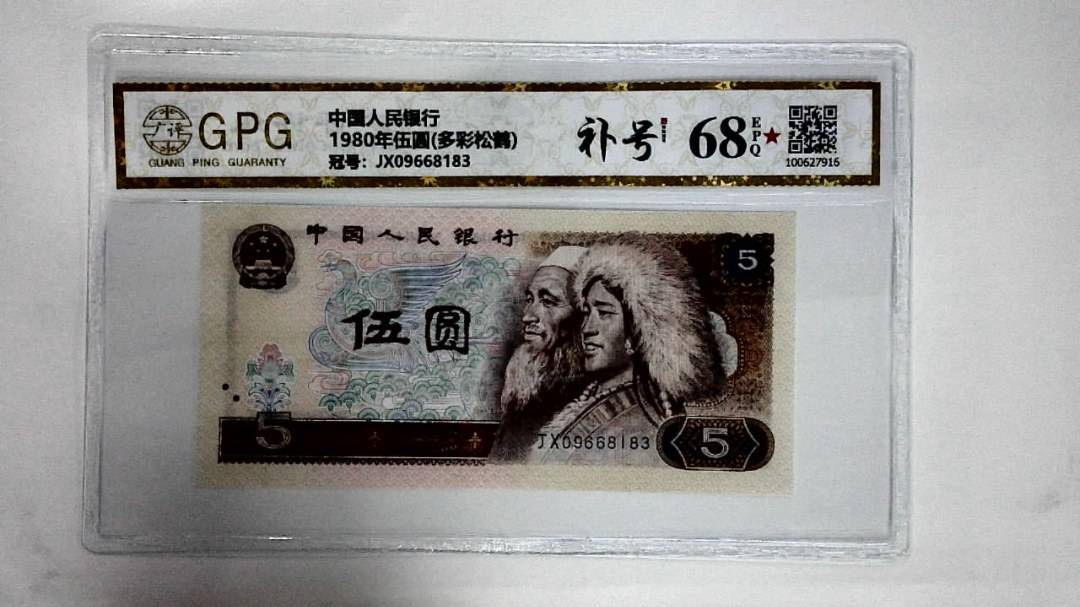 广评
GPG
GUANG PING GUARANTY
中国人民银行
1980年伍圆(多彩松鹤)
冠号：JX09668183
补号
68
EPQ
★
100627916
中国人民银行
5
伍圆
5
JX09668183
5